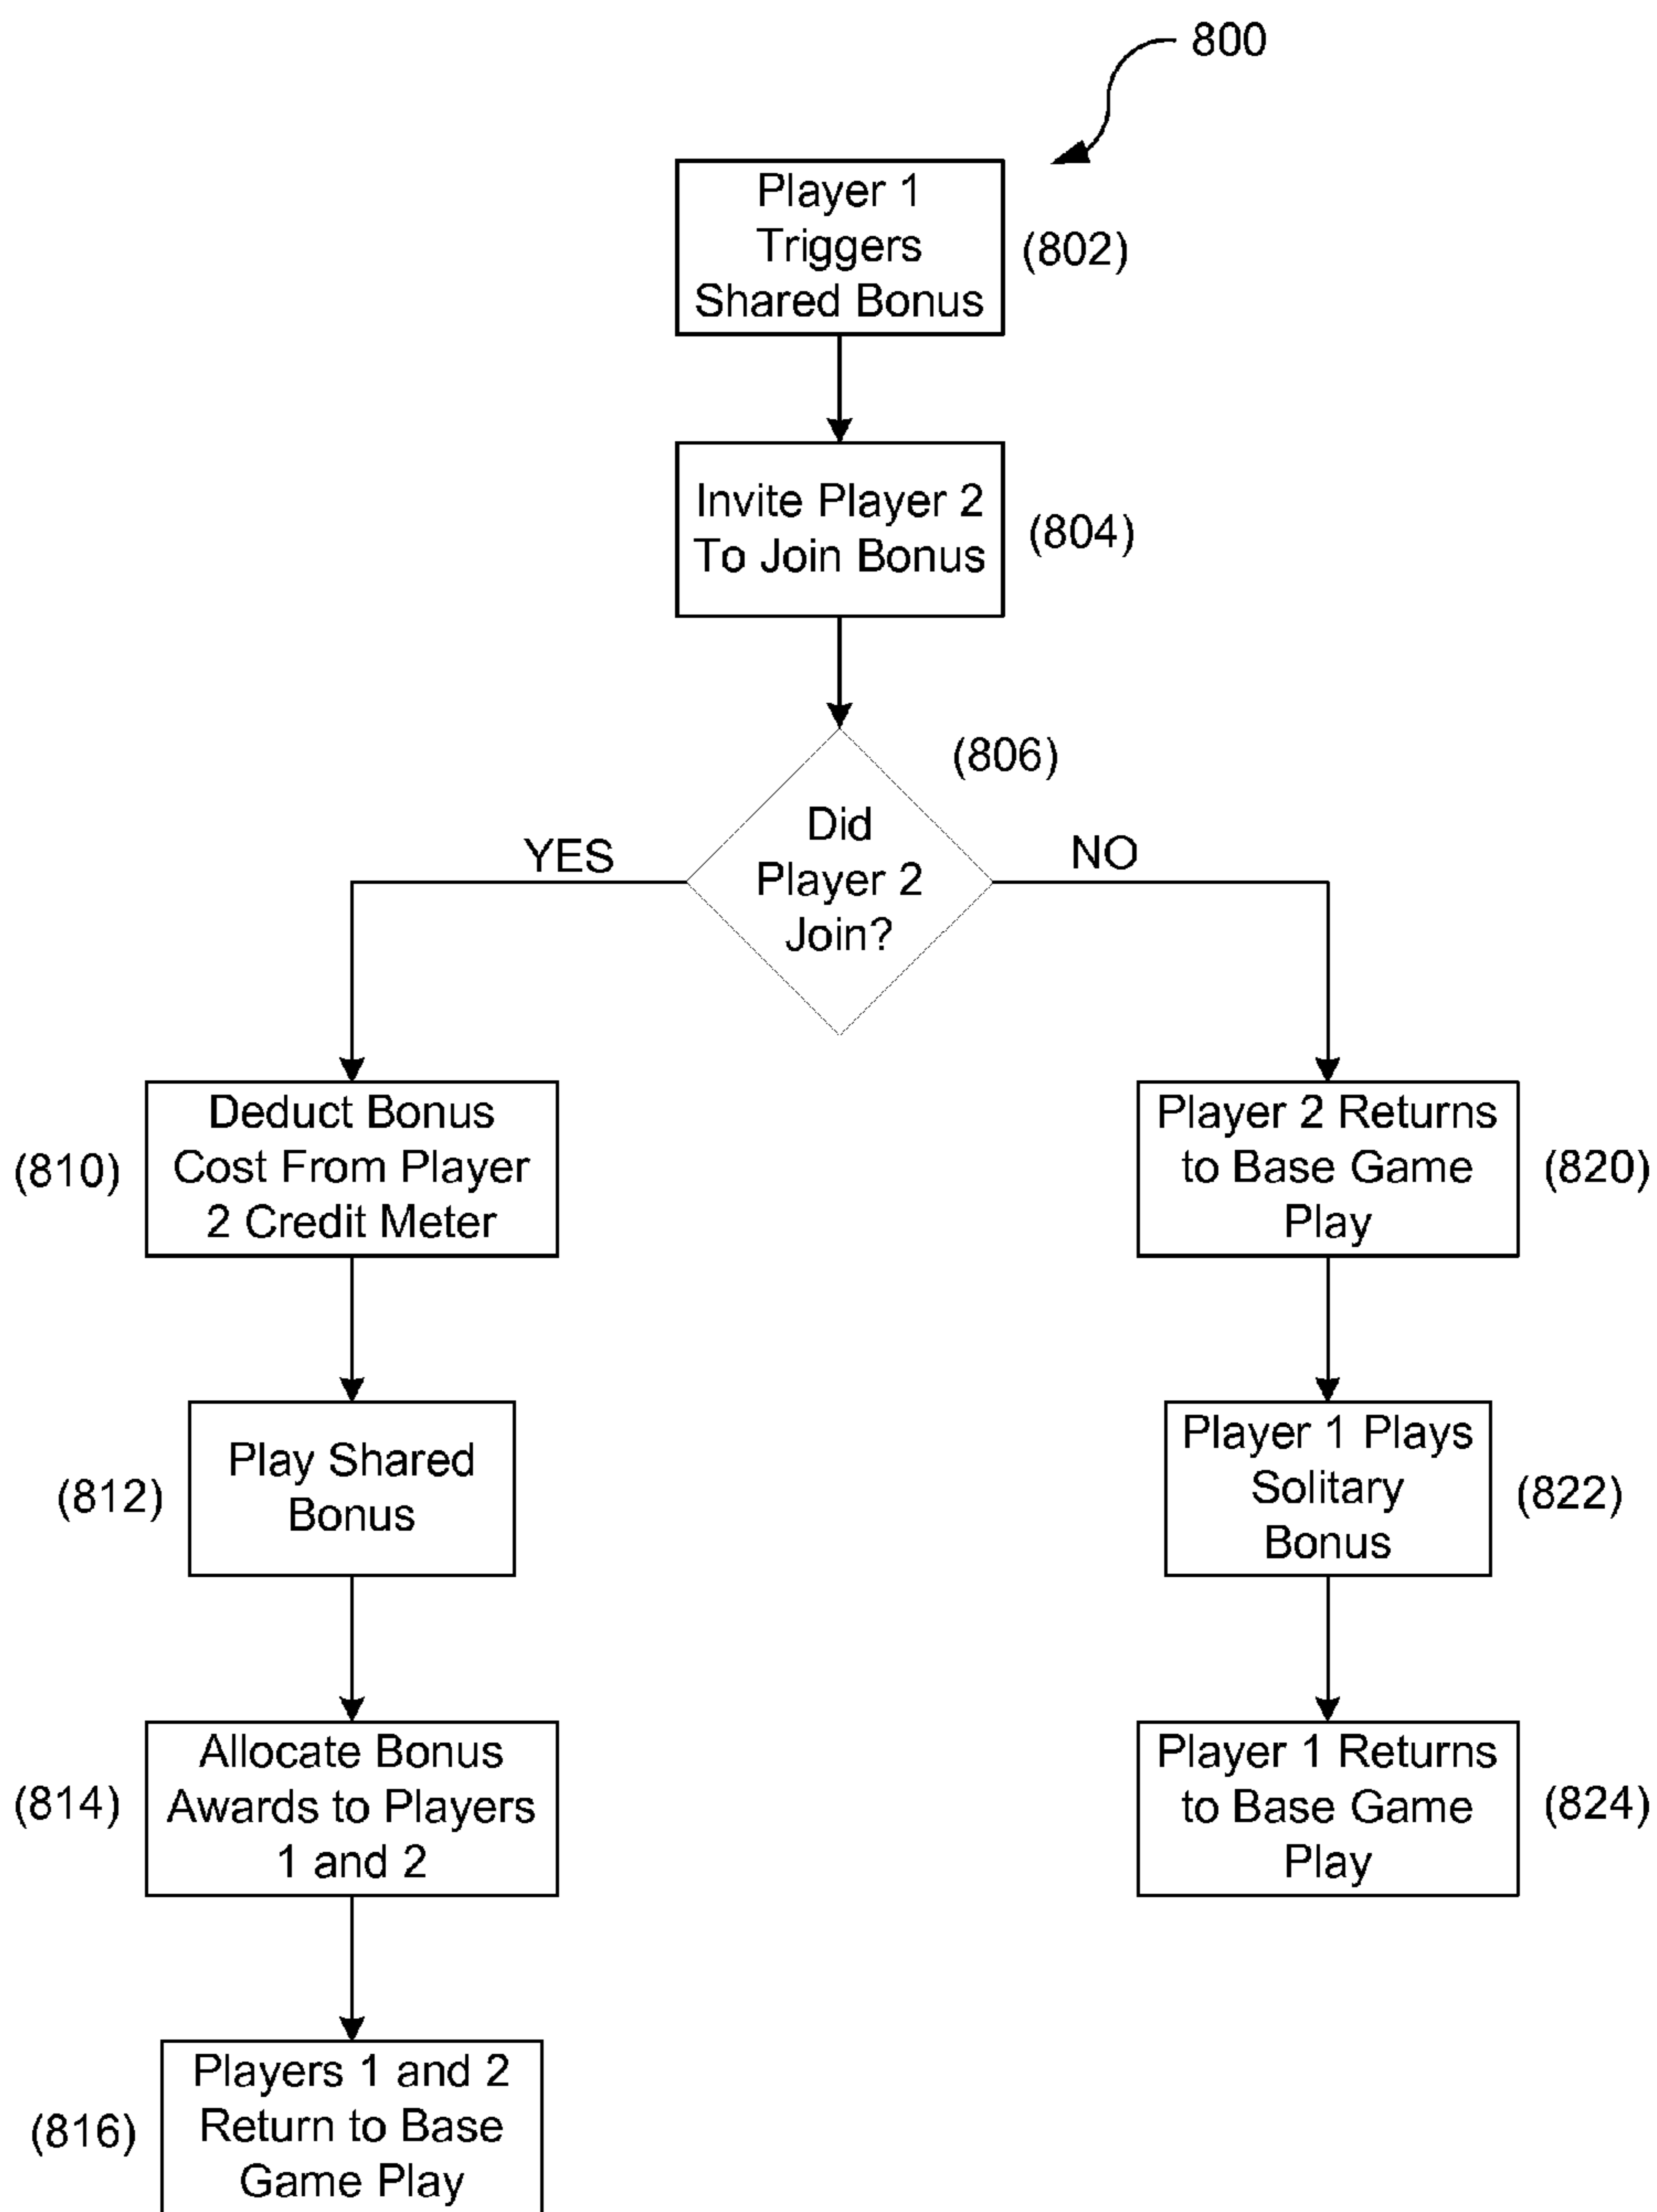 800
Player 1
Triggers
Shared Bonus
(802)
Invite Player 2
To Join Bonus
(804)
(806)
Did
Player 2
Join?
YES
NO
Deduct Bonus
Cost From Player
2 Credit Meter
(810)
Player 2 Returns
to Base Game
Play
(820)
Play Shared
Bonus
(812)
Player 1 Plays
Solitary
Bonus
(822)
Allocate Bonus
Awards to Players
1 and 2
(814)
Player 1 Returns
to Base Game
Play
(824)
Players 1 and 2
Return to Base
Game Play
(816)